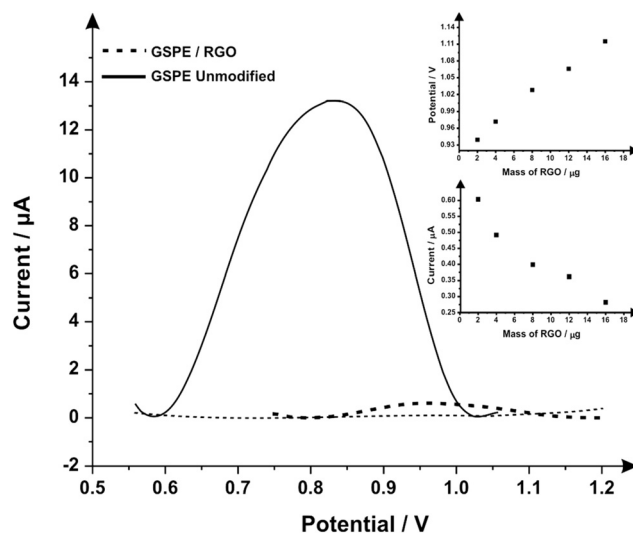 GSPE / RGO
GSPE Unmodified
Current / µA
14
12
10
8
6
4
2
0
-2
0.5 0.6 0.7 0.8 0.9 1.0 1.1 1.2
Potential / V
Potential / V
1.14
1.11
1.08
1.05
1.02
0.99
0.96
0.93
0 2 4 6 8 10 12 14 16 18
Mass of RGO / µg
Current / µA
0.60
0.55
0.50
0.45
0.40
0.35
0.30
0.25
0 2 4 6 8 10 12 14 16 18
Mass of RGO / µg